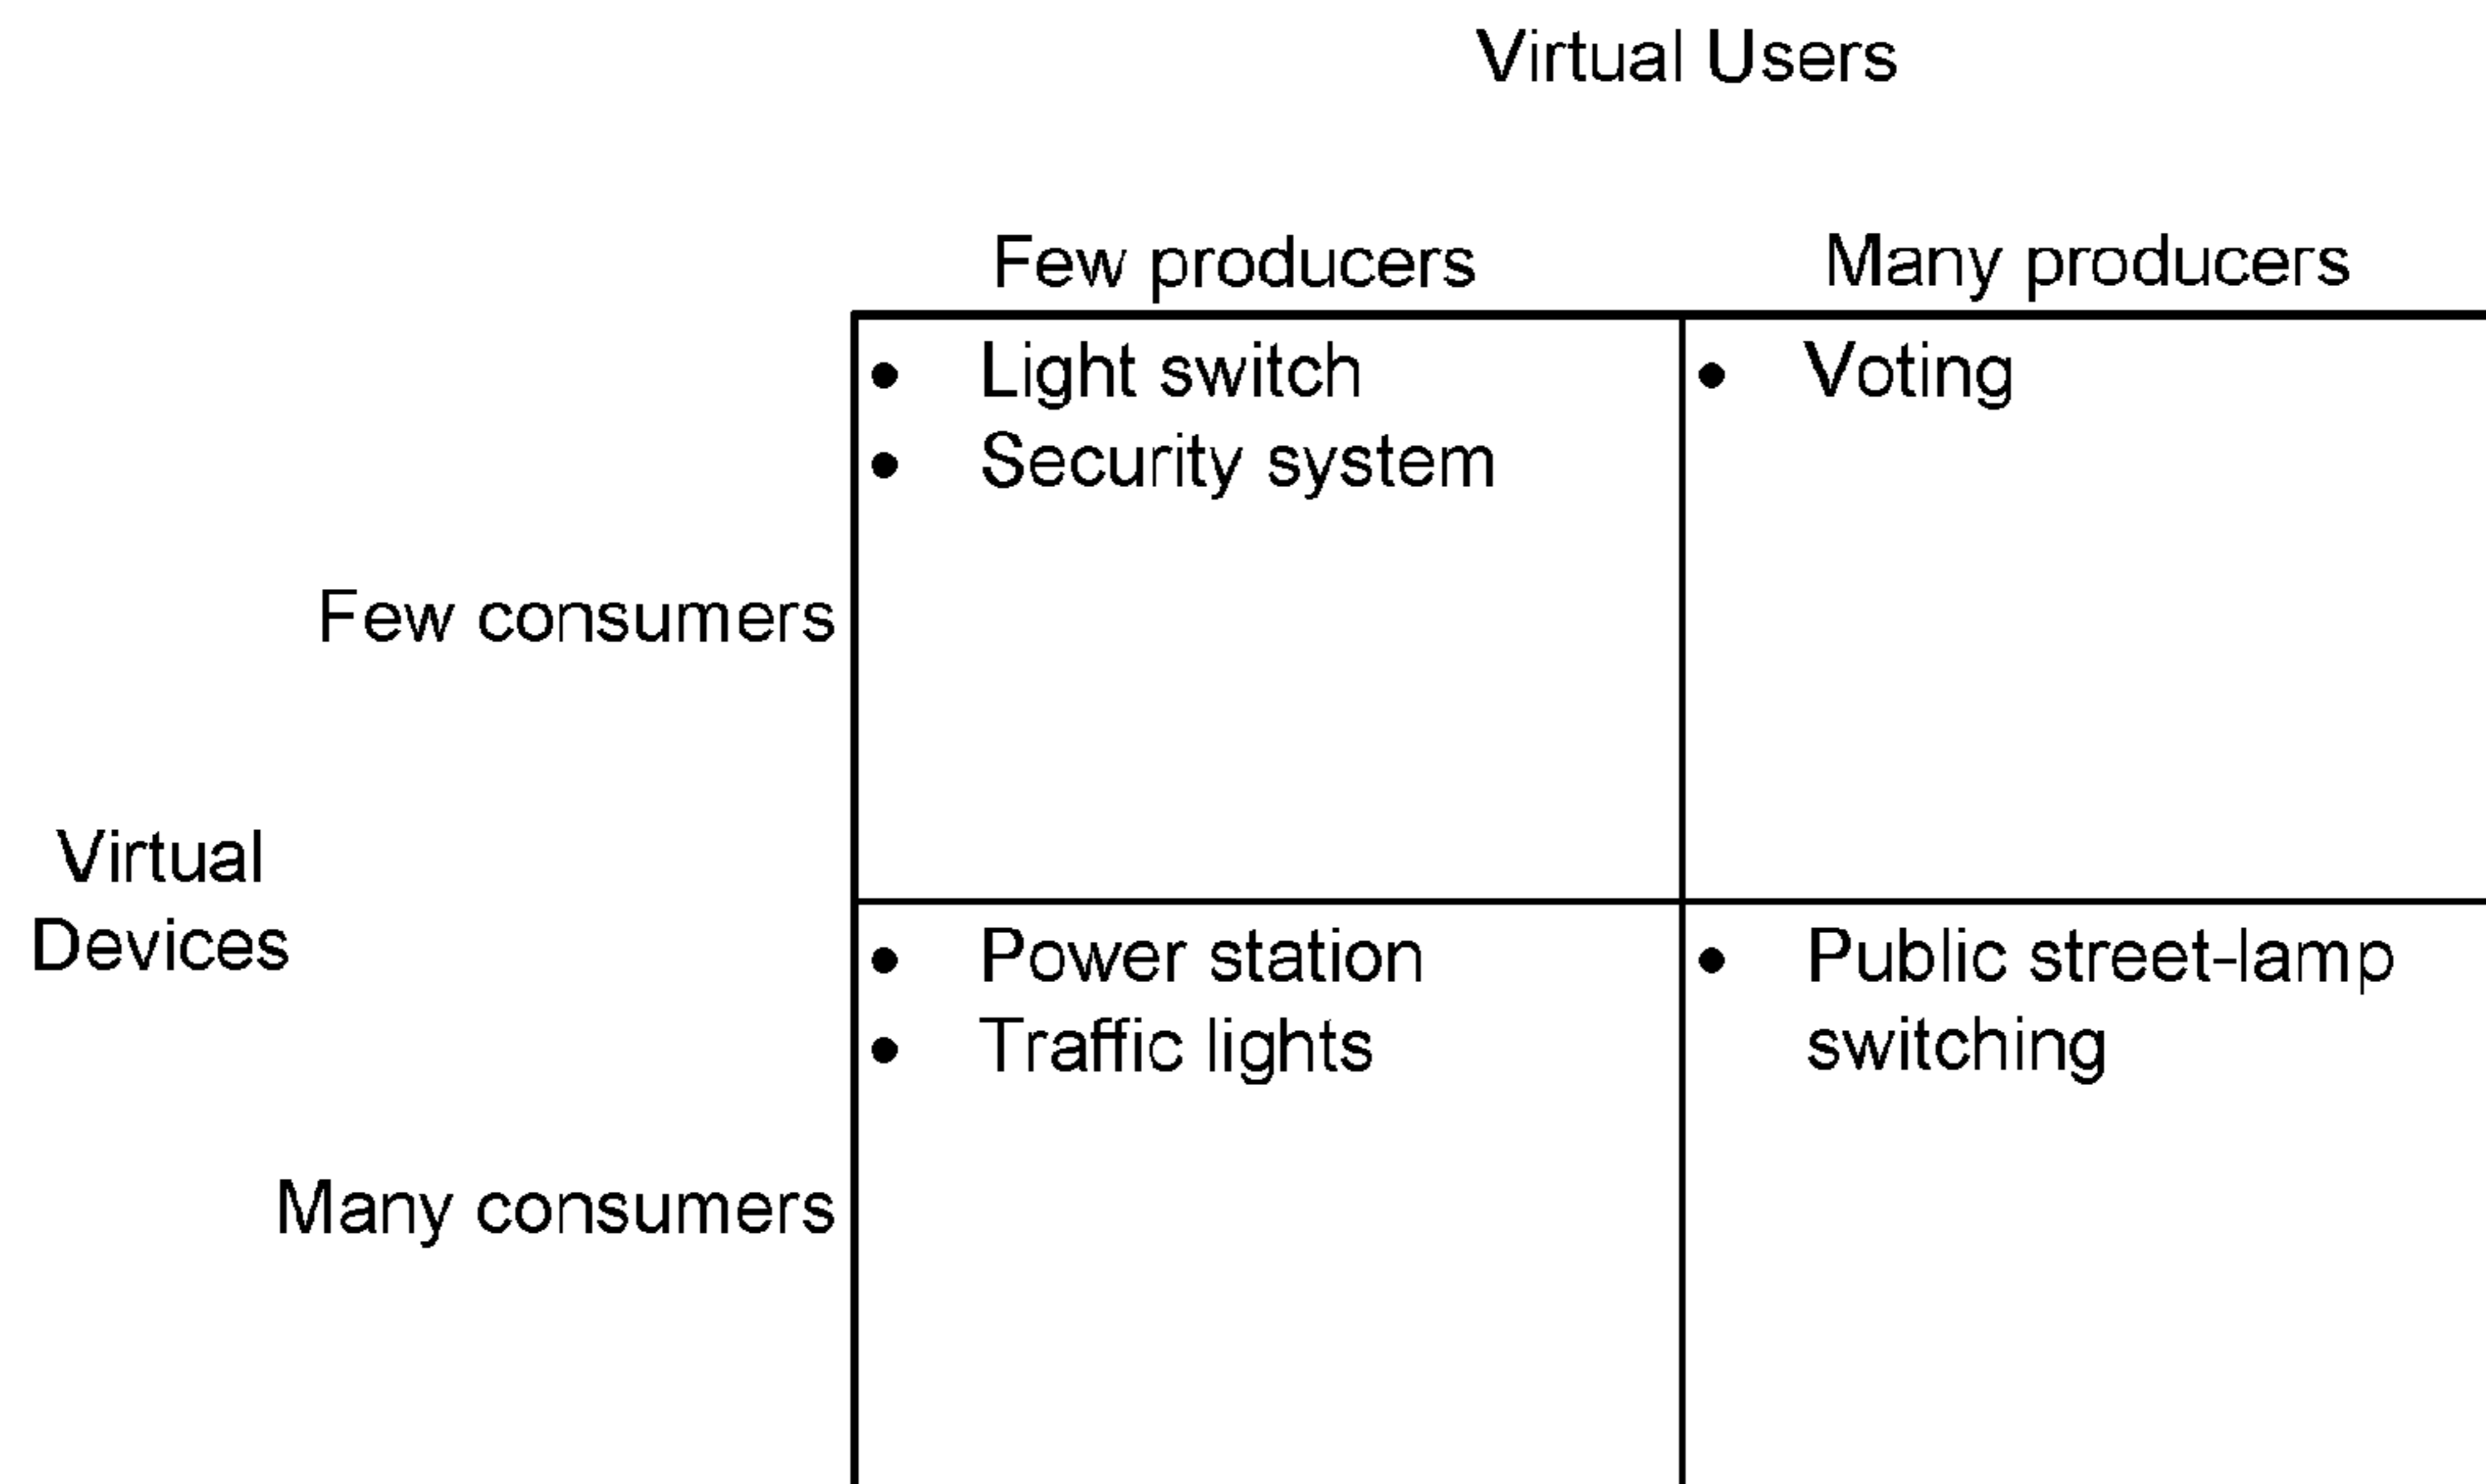 Virtual Users
Few producers
Many producers
• Light switch
• Security system
• Voting
Few consumers
Virtual
Devices
• Power station
• Traffic lights
• Public street-lamp
switching
Many consumers